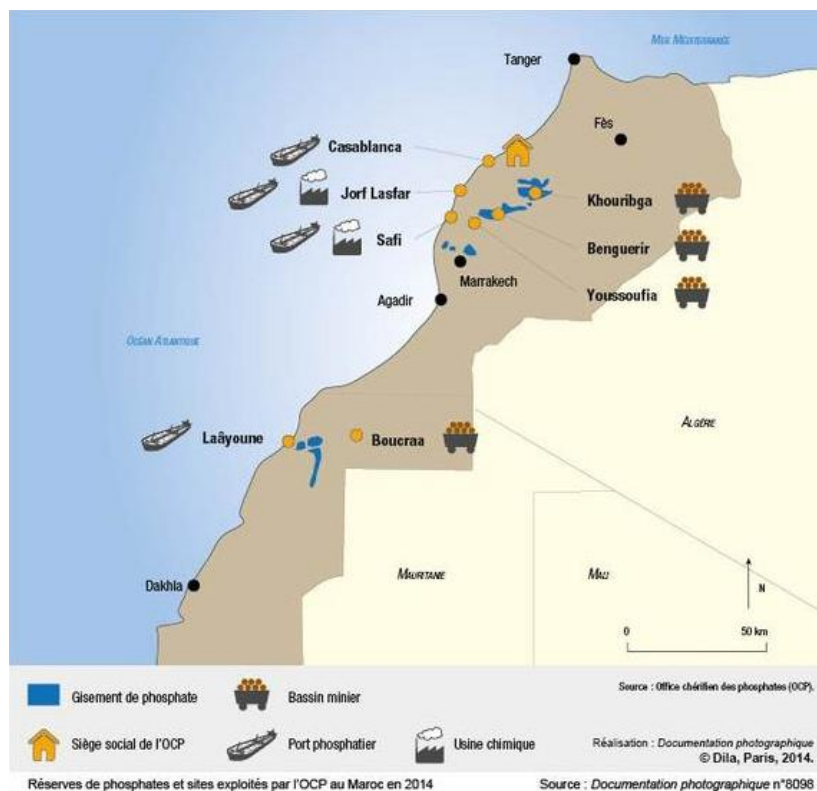 MER MÉDITERRANÉE
Tanger
Fès
Casablanca
Jorf Lasfar
Khouribga
Safi
Benguerir
Marrakech
Youssoufia
Agadir
OCÉAN ATLANTIQUE
ALGÉRIE
Laâyoune
Boucraa
MAURITANIE
MALI
Dakhla
N
0 50 km
Gisement de phosphate
Bassin minier
Source : Office chérifien des phosphates (OCP).
Siège social de l'OCP
Port phosphatier
Usine chimique
Réalisation : Documentation photographique
© Dila, Paris, 2014.
Réserves de phosphates et sites exploités par l'OCP au Maroc en 2014
Source : Documentation photographique n°8098